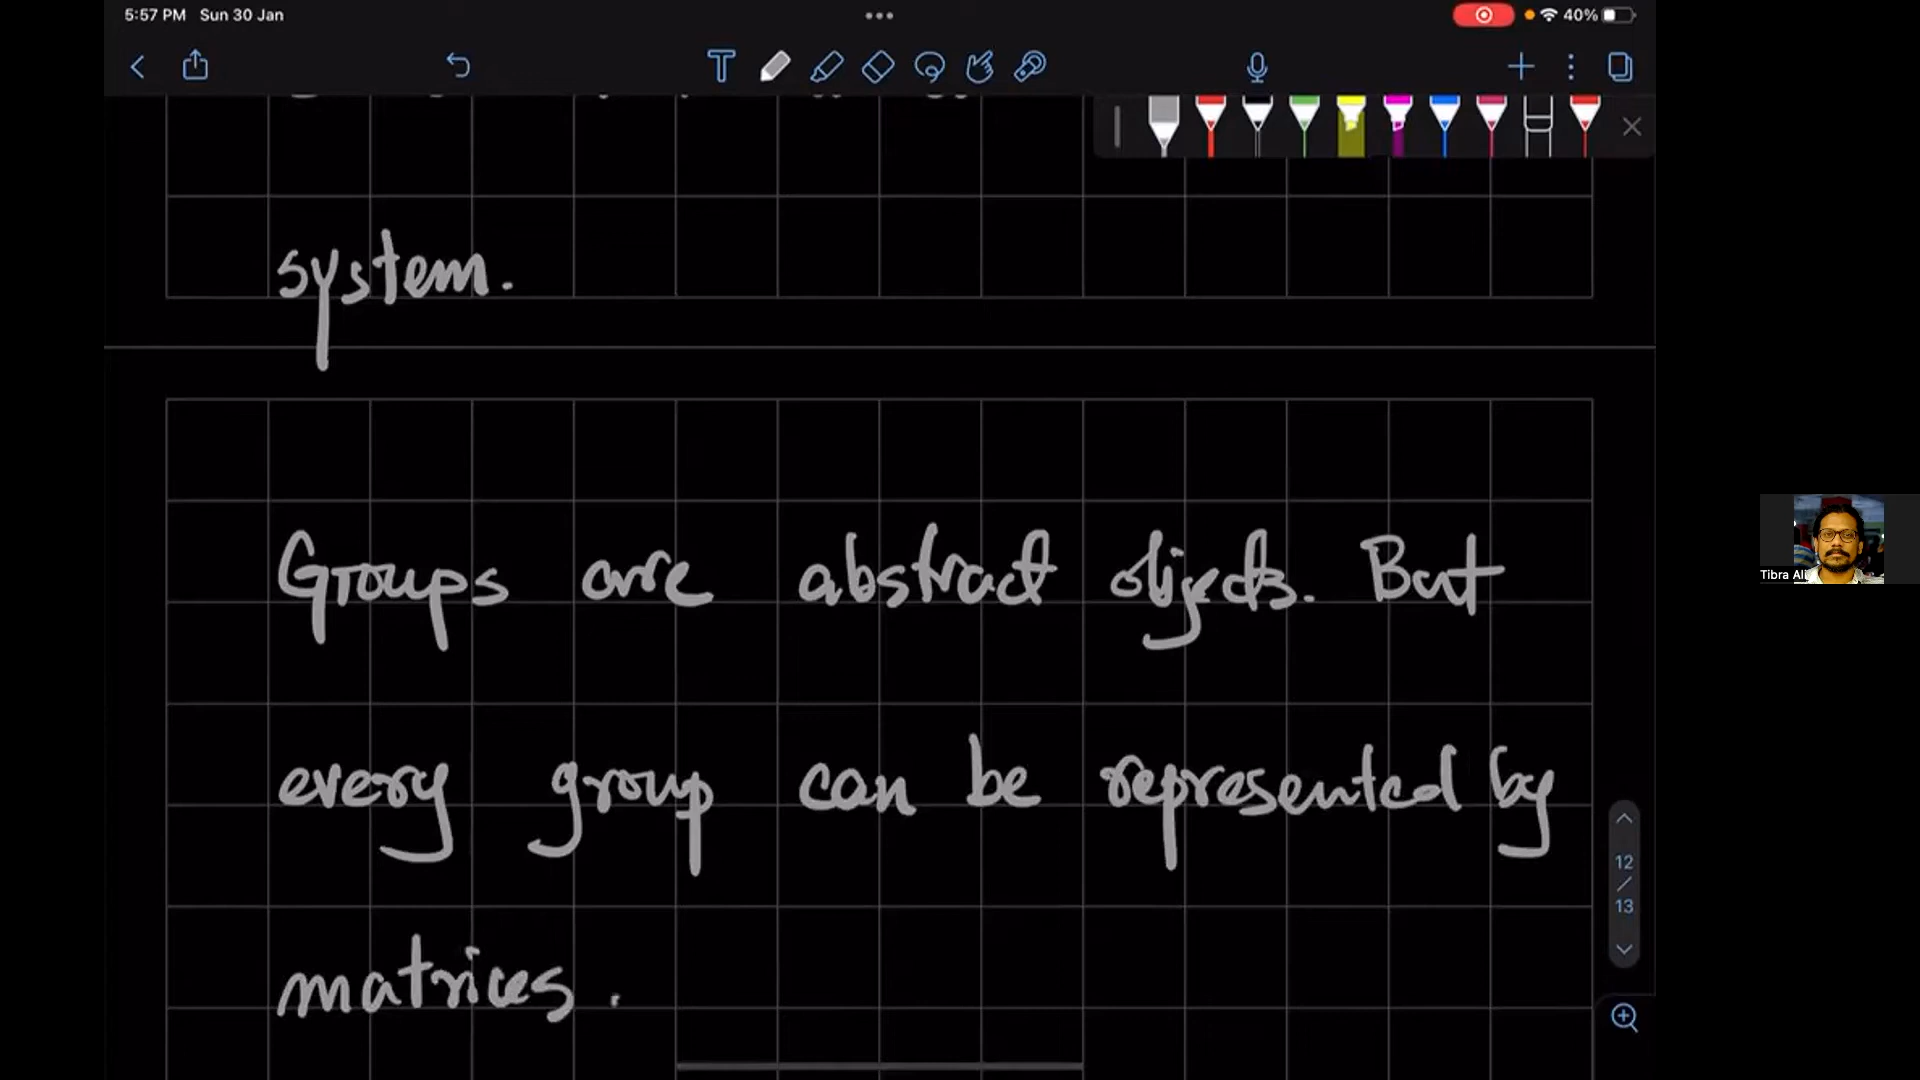 5:57 PM Sun 30 Jan
40%
system.
Groups are abstract objects. But
every group can be represented by
matrices.
12
/
13
Tibra Al